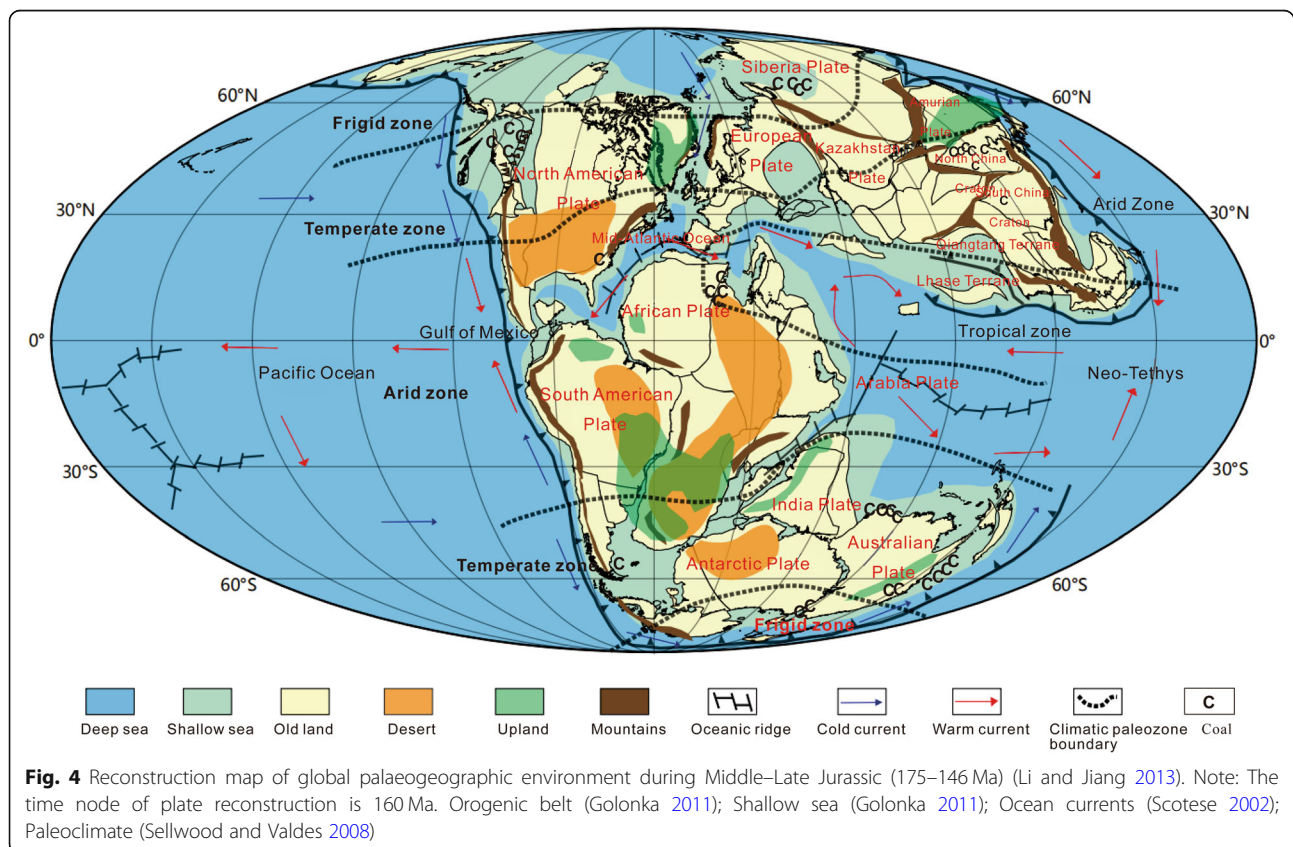 Siberia Plate
C C C C
60°N
60°N
Amurian
Plate
Frigid zone
C
C C
C
European
Plate
Kazakhstan
Plate
C C C C
North China
C
Craton
South China
C
Craton
North American
Plate
30°N
Arid Zone
30°N
Temperate zone
Mid-Atlantic Ocean
Qiangtang Terrane
C
C
C C
Lhase Terrane
African Plate
Gulf of Mexico
Tropical zone
0°
0°
Pacific Ocean
Arabia Plate
Neo-Tethys
Arid zone
South American
Plate
30°S
30°S
India Plate
C C C C
NZ
Australian
Plate
Temperate zone
C
Antarctic Plate
C C C C C C
60°S
60°S
C C
Frigid zone
C
Deep sea
Shallow sea
Old land
Desert
Upland
Mountains
Oceanic ridge
Cold current
Warm current
Climatic paleozone
boundary
Coal
Fig. 4 Reconstruction map of global palaeogeographic environment during Middle–Late Jurassic (175–146 Ma) (Li and Jiang 2013). Note: The
time node of plate reconstruction is 160 Ma. Orogenic belt (Golonka 2011); Shallow sea (Golonka 2011); Ocean currents (Scotese 2002);
Paleoclimate (Sellwood and Valdes 2008)